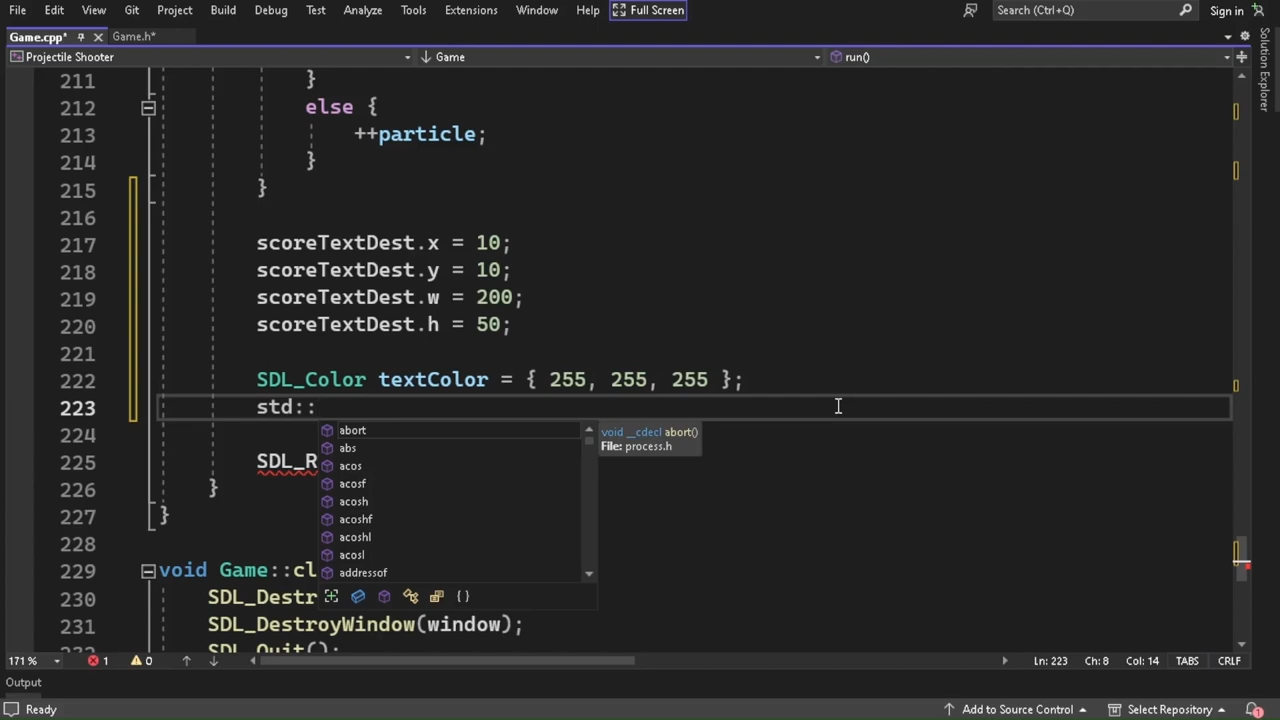 File Edit View Git Project Build Debug Test Analyze Tools Extensions Window Help Full Screen Search (Ctrl+Q) Sign in
Game.cpp* Game.h*
Projectile Shooter Game run()
Solution Explorer
211 }
212 else {
213 ++particle;
214 }
215 }
216
217 scoreTextDest.x = 10;
218 scoreTextDest.y = 10;
219 scoreTextDest.w = 200;
220 scoreTextDest.h = 50;
221
222 SDL_Color textColor = { 255, 255, 255 };
223 std::
224
225 SDL_R
226 }
227 }
228
229 void Game::cl
230 SDL_Destr
231 SDL_DestroyWindow(window);
232 SDL_Quit();
abort
abs
acos
acosf
acosh
acoshf
acoshl
acosl
addressof
{ }
void __cdecl abort()
File: process.h
171 % 1 0 Ln: 223 Ch: 8 Col: 14 TABS CRLF
Output
Ready Add to Source Control Select Repository 1